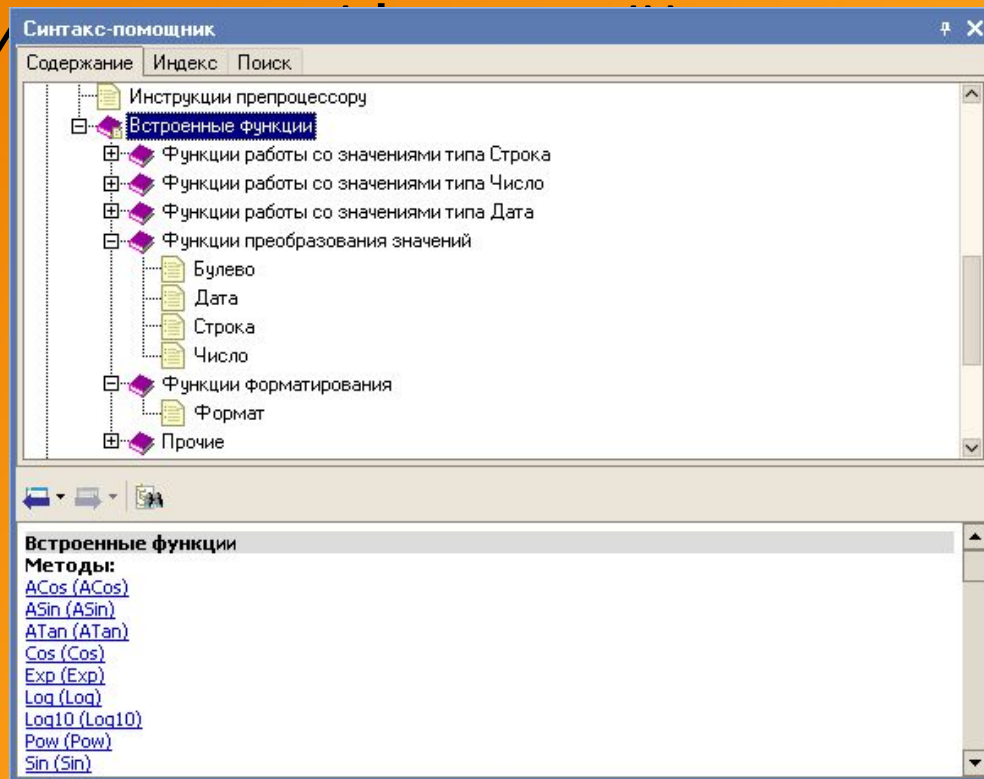 Синтакс-помощник
Содержание Индекс Поиск
Инструкции препроцессору
Встроенные функции
Функции работы со значениями типа Строка
Функции работы со значениями типа Число
Функции работы со значениями типа Дата
Функции преобразования значений
Булево
Дата
Строка
Число
Функции форматирования
Формат
Прочие
Встроенные функции
Методы:
ACos (ACos)
ASin (ASin)
ATan (ATan)
Cos (Cos)
Exp (Exp)
Log (Log)
Log10 (Log10)
Pow (Pow)
Sin (Sin)